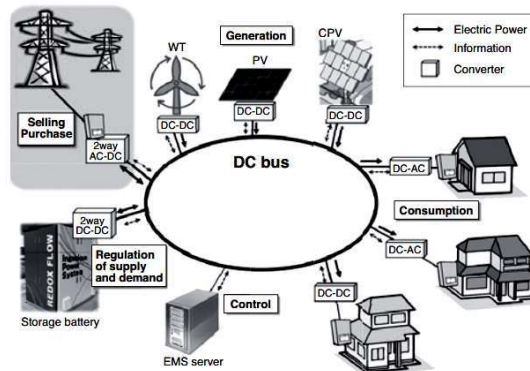 WT
Generation
PV
CPV
Electric Power
Information
Converter
Selling
Purchase
2way
AC-DC
DC-DC
DC-DC
DC-DC
DC bus
DC-AC
2way
DC-DC
Consumption
Regulation
of supply
and demand
DC-AC
REDOX FLOW
Power
System
Storage battery
Control
DC-DC
EMS server